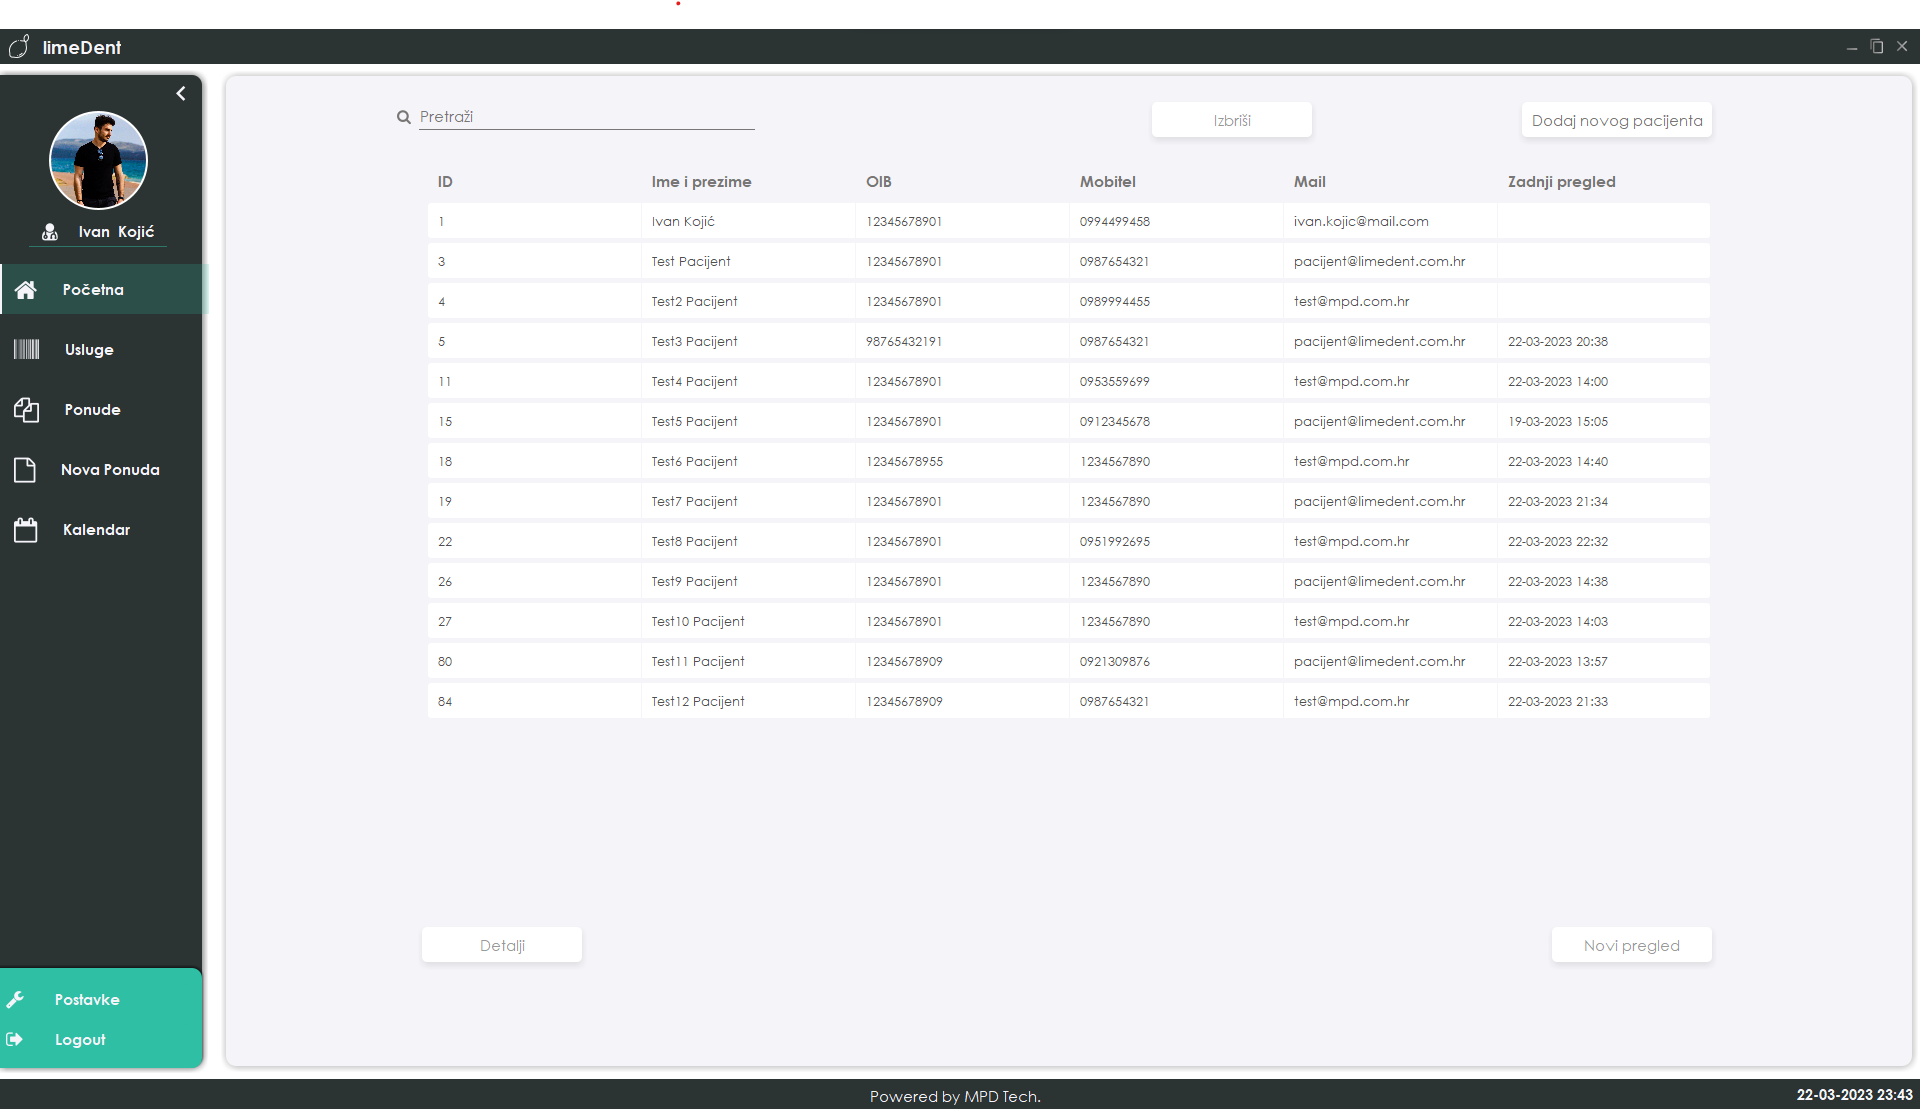 limeDent
Ivan Kojić
Početna
Usluge
Ponude
Nova Ponuda
Kalendar
Postavke
Logout
Pretraži
Izbriši
Dodaj novog pacijenta
ID Ime i prezime OIB Mobitel Mail Zadnji pregled
1 Ivan Kojić 12345678901 0994499458 ivan.kojic@mail.com
3 Test Pacijent 12345678901 0987654321 pacijent@limedent.com.hr
4 Test2 Pacijent 12345678901 0989994455 test@mpd.com.hr
5 Test3 Pacijent 98765432191 0987654321 pacijent@limedent.com.hr 22-03-2023 20:38
11 Test4 Pacijent 12345678901 0953559699 test@mpd.com.hr 22-03-2023 14:00
15 Test5 Pacijent 12345678901 0912345678 pacijent@limedent.com.hr 19-03-2023 15:05
18 Test6 Pacijent 12345678955 1234567890 test@mpd.com.hr 22-03-2023 14:40
19 Test7 Pacijent 12345678901 1234567890 pacijent@limedent.com.hr 22-03-2023 21:34
22 Test8 Pacijent 12345678901 0951992695 test@mpd.com.hr 22-03-2023 22:32
26 Test9 Pacijent 12345678901 1234567890 pacijent@limedent.com.hr 22-03-2023 14:38
27 Test10 Pacijent 12345678901 1234567890 test@mpd.com.hr 22-03-2023 14:03
80 Test11 Pacijent 12345678909 0921309876 pacijent@limedent.com.hr 22-03-2023 13:57
84 Test12 Pacijent 12345678909 0987654321 test@mpd.com.hr 22-03-2023 21:33
Detalji
Novi pregled
Powered by MPD Tech.
22-03-2023 23:43